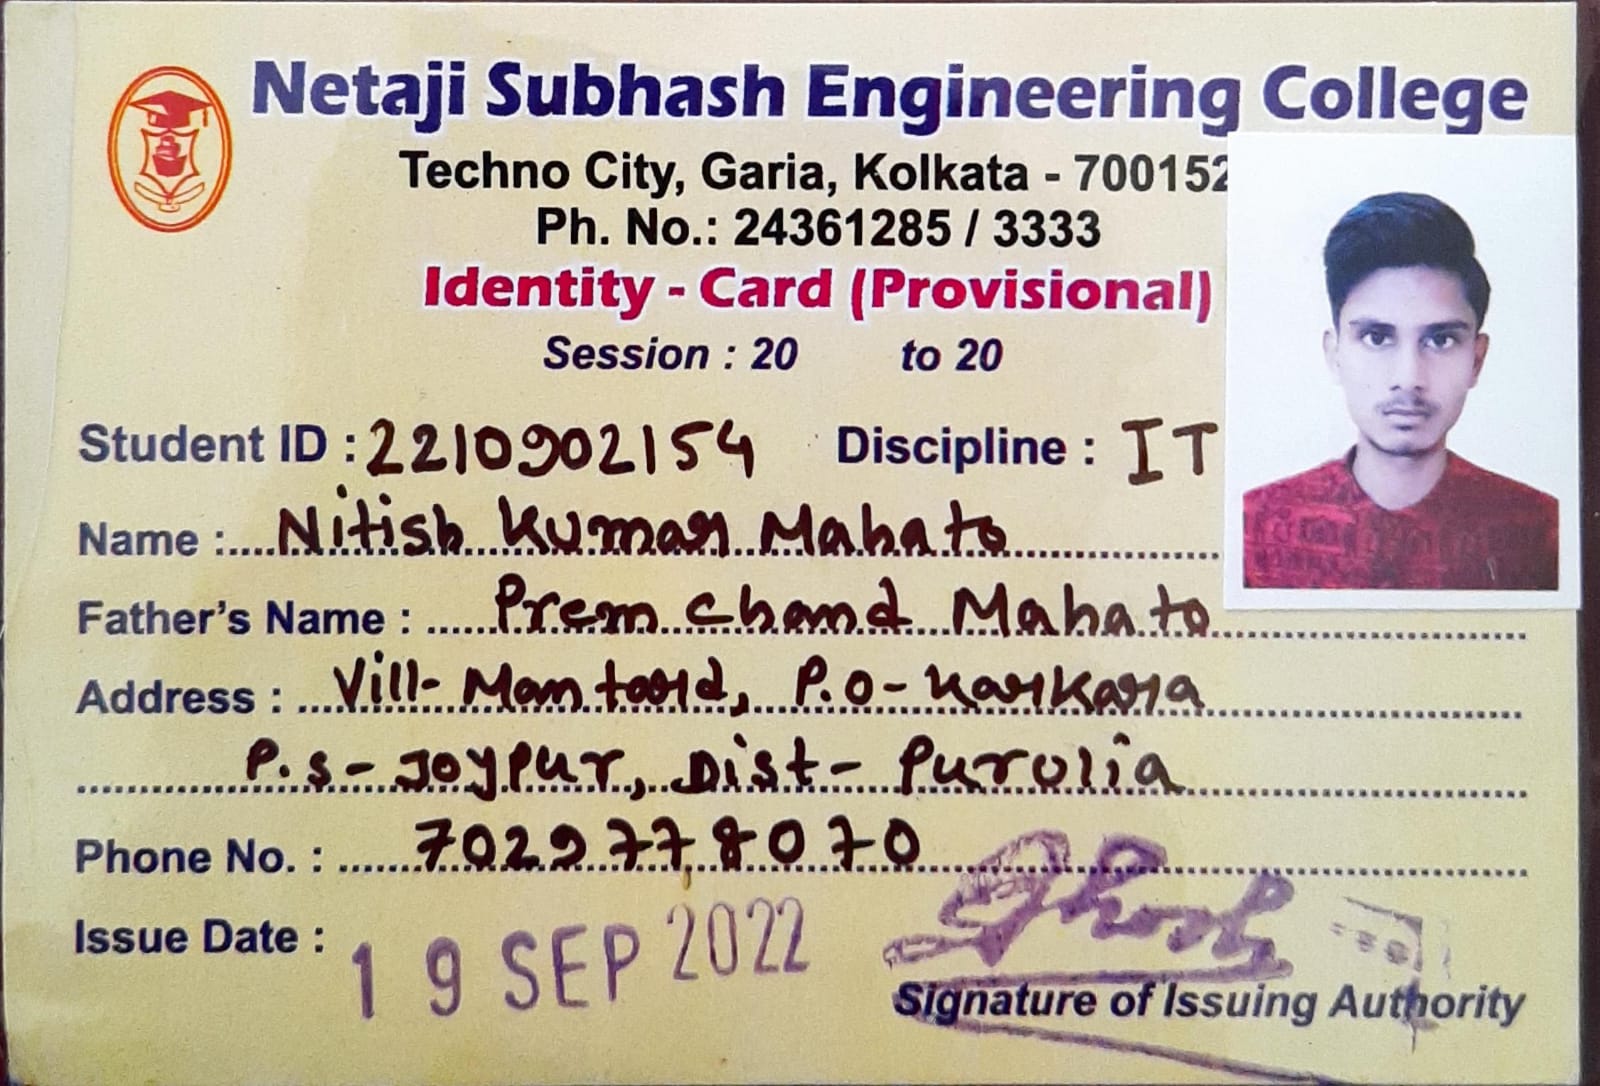 Netaji Subhash Engineering College
Techno City, Garia, Kolkata - 700152
Ph. No.: 24361285 / 3333
Identity - Card (Provisional)
Session : 20 to 20
Student ID : 2210902154 Discipline : IT
Name : Nitish Kumar Mahato
Father's Name : Prem Chand Mahato
Address : Vill- Mantard, P.O- Karkara
P.S- Joypur, Dist- Purulia
Phone No. : 7029778070
Issue Date : 19 SEP 2022
Ghosh
Signature of Issuing Authority